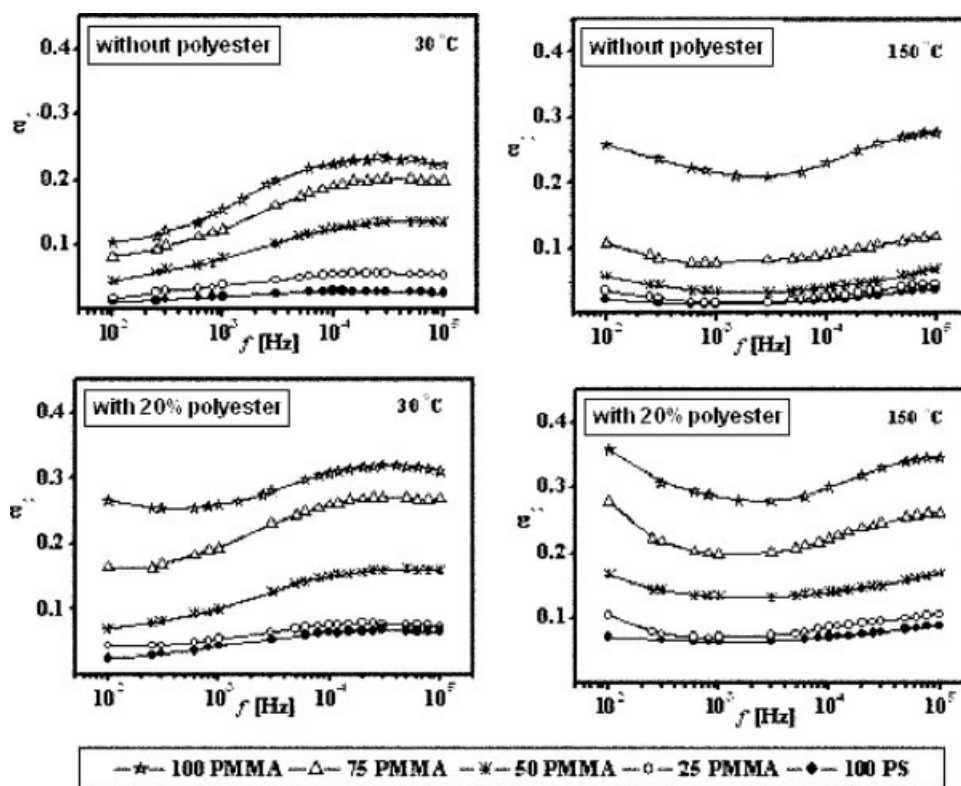 without polyester 30 °C
0.4
0.3
0.2
0.1
ε''
10² 10³ 10⁴ 10⁵
f [Hz]
without polyester 150 °C
0.4
0.3
0.2
0.1
ε''
10² 10³ 10⁴ 10⁵
f [Hz]
with 20% polyester 30 °C
0.4
0.3
0.2
0.1
ε''
10² 10³ 10⁴ 10⁵
f [Hz]
with 20% polyester 150 °C
0.4
0.3
0.2
0.1
ε''
10² 10³ 10⁴ 10⁵
f [Hz]
100 PMMA 75 PMMA 50 PMMA 25 PMMA 100 PS